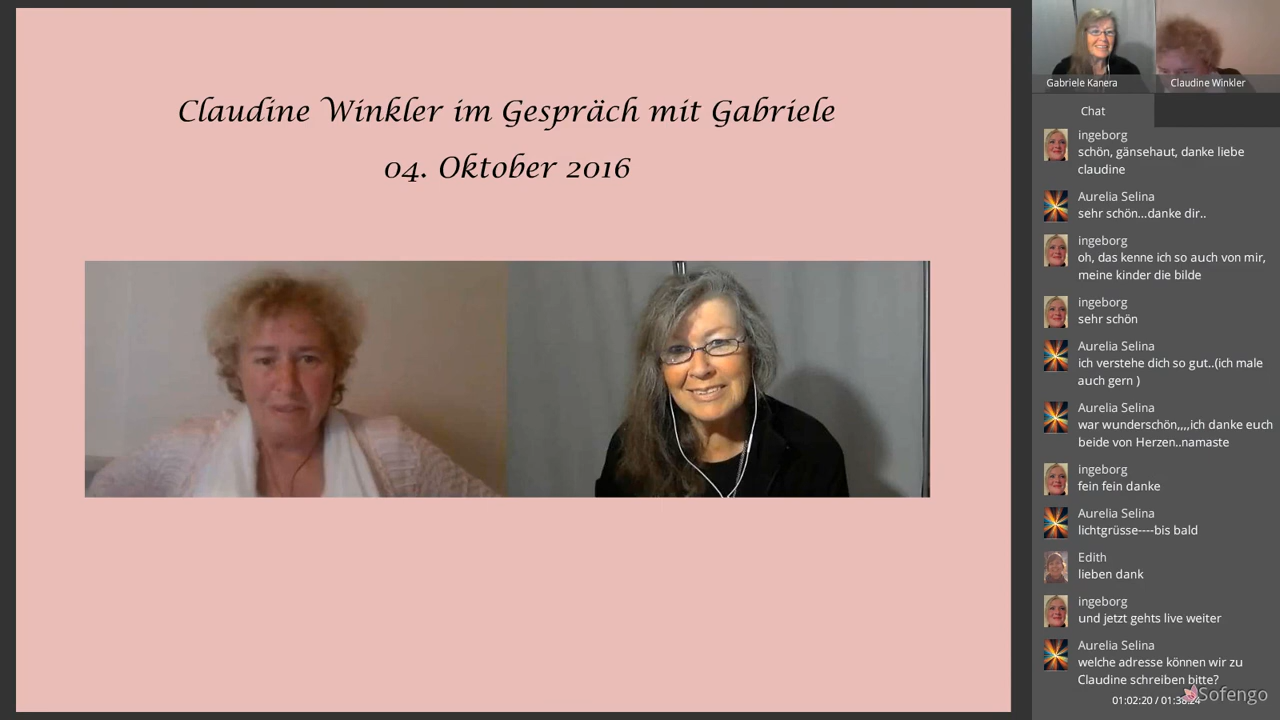 Claudine Winkler im Gespräch mit Gabriele
04. Oktober 2016
Gabriele Kanera
Claudine Winkler
Chat
ingeborg
schön, gänsehaut, danke liebe
claudine
Aurelia Selina
sehr schön...danke dir..
ingeborg
oh, das kenne ich so auch von mir,
meine kinder die bilde
ingeborg
sehr schön
Aurelia Selina
ich verstehe dich so gut..(ich male
auch gern )
Aurelia Selina
war wunderschön,,,,ich danke euch
beide von Herzen..namaste
ingeborg
fein fein danke
Aurelia Selina
lichtgrüsse----bis bald
Edith
lieben dank
ingeborg
und jetzt gehts live weiter
Aurelia Selina
welche adresse können wir zu
Claudine schreiben bitte?
Sofengo
01:02:20 /